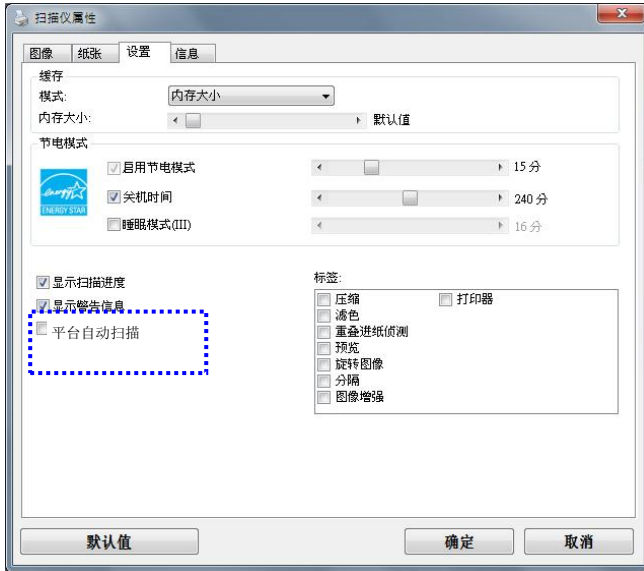 扫描仪属性
图像 纸张 设置 信息
缓存
模式: 内存大小
内存大小: 默认值
节电模式
启用节电模式 15 分
关机时间 240 分
睡眠模式(III) 16 分
energy
ENERGY STAR
显示扫描进度
显示警告信息
平台自动扫描
标签:
压缩 打印器
滤色
重叠进纸侦测
预览
旋转图像
分隔
图像增强
默认值 确定 取消